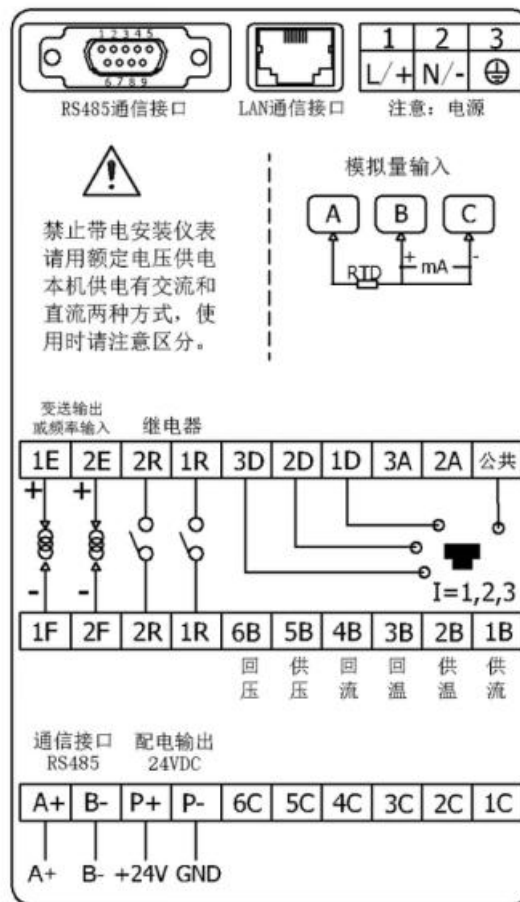 1 2 3 4 5
6 7 8 9
RS485通信接口
LAN通信接口
1 2 3
L/+ N/-
注意：电源
禁止带电安装仪表
请用额定电压供电
本机供电有交流和
直流两种方式，使
用时请注意区分。
模拟量输入
A B C
RTD
+ mA -
变送输出
或频率输入
继电器
1E 2E 2R 1R 3D 2D 1D 3A 2A 公共
+ +
- -
I=1,2,3
1F 2F 2R 1R 6B 5B 4B 3B 2B 1B
回压
供压
回流
回温
供温
供流
通信接口
RS485
配电输出
24VDC
A+ B- P+ P- 6C 5C 4C 3C 2C 1C
A+ B- +24V GND